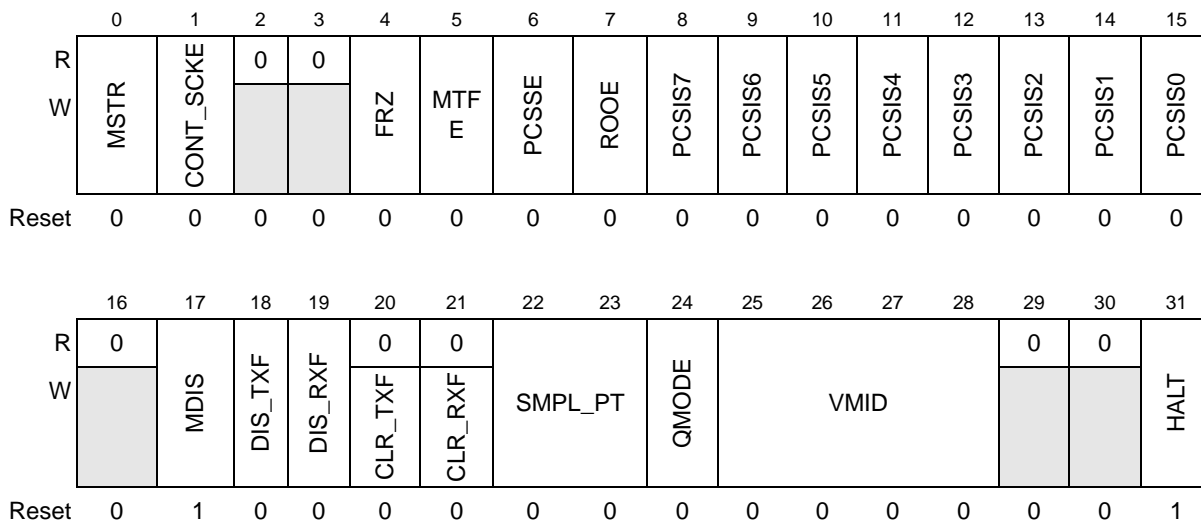 0 1 2 3 4 5 6 7 8 9 10 11 12 13 14 15
R MSTR CONT_SCKE 0 0 FRZ MTF PCSSE ROOE PCSIS7 PCSIS6 PCSIS5 PCSIS4 PCSIS3 PCSIS2 PCSIS1 PCSIS0
W E
Reset 0 0 0 0 0 0 0 0 0 0 0 0 0 0 0 0
16 17 18 19 20 21 22 23 24 25 26 27 28 29 30 31
R 0 MDIS DIS_TXF DIS_RXF 0 0 SMPL_PT QMODE VMID 0 0 HALT
W CLR_TXF CLR_RXF
Reset 0 1 0 0 0 0 0 0 0 0 0 0 0 0 0 1